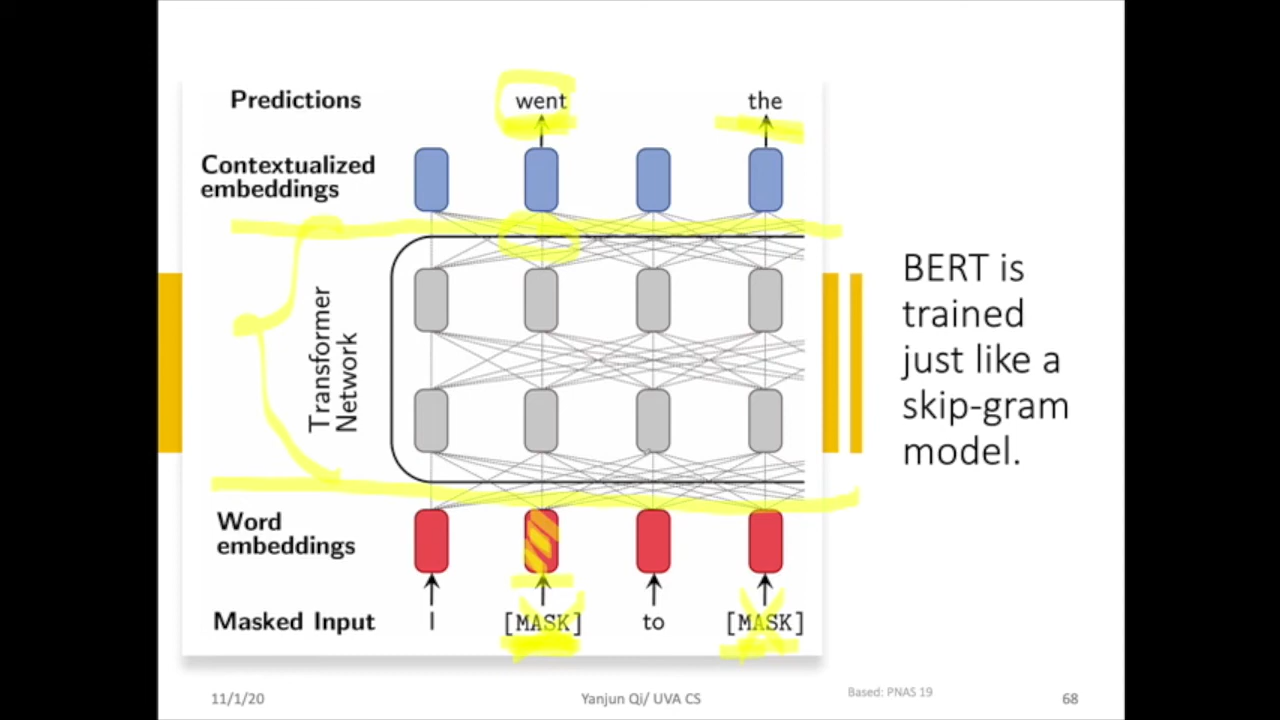 Predictions
went
the
Contextualized
embeddings
Transformer
Network
BERT is
trained
just like a
skip-gram
model.
Word
embeddings
Masked Input
I
[MASK]
to
[MASK]
11/1/20
Yanjun Qi/ UVA CS
Based: PNAS 19
68